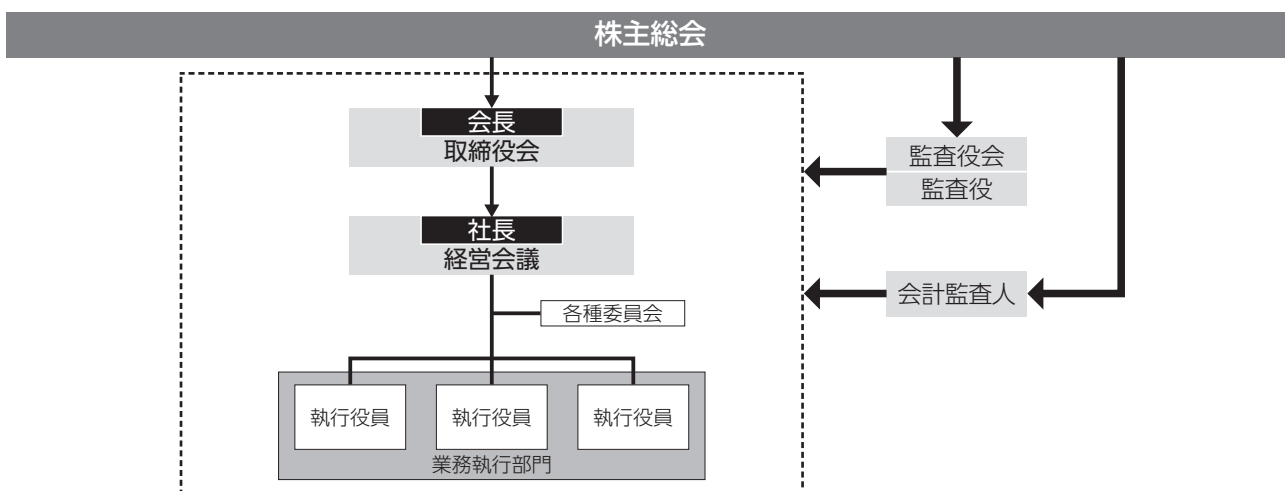 株主総会
会長
取締役会
社長
経営会議
各種委員会
執行役員
執行役員
執行役員
業務執行部門
監査役会
監査役
会計監査人